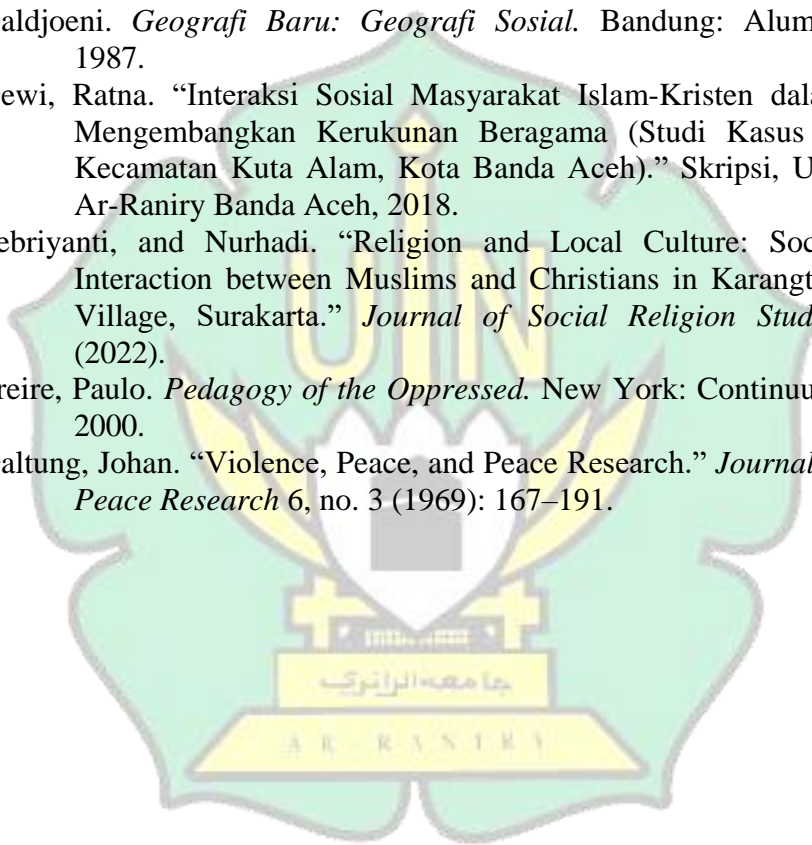 aldjoeni. Geografi Baru: Geografi Sosial. Bandung: Alum
1987.
ewi, Ratna. “Interaksi Sosial Masyarakat Islam-Kristen dal
Mengembangkan Kerukunan Beragama (Studi Kasus
Kecamatan Kuta Alam, Kota Banda Aceh).” Skripsi, U
Ar-Raniry Banda Aceh, 2018.
ebriyanti, and Nurhadi. “Religion and Local Culture: Soc
Interaction between Muslims and Christians in Karangt
Village, Surakarta.” Journal of Social Religion Stud
(2022).
reire, Paulo. Pedagogy of the Oppressed. New York: Continuu
2000.
altung, Johan. “Violence, Peace, and Peace Research.” Journal
Peace Research 6, no. 3 (1969): 167–191.
UIN
جامعة الرانري
AR-RANIRY